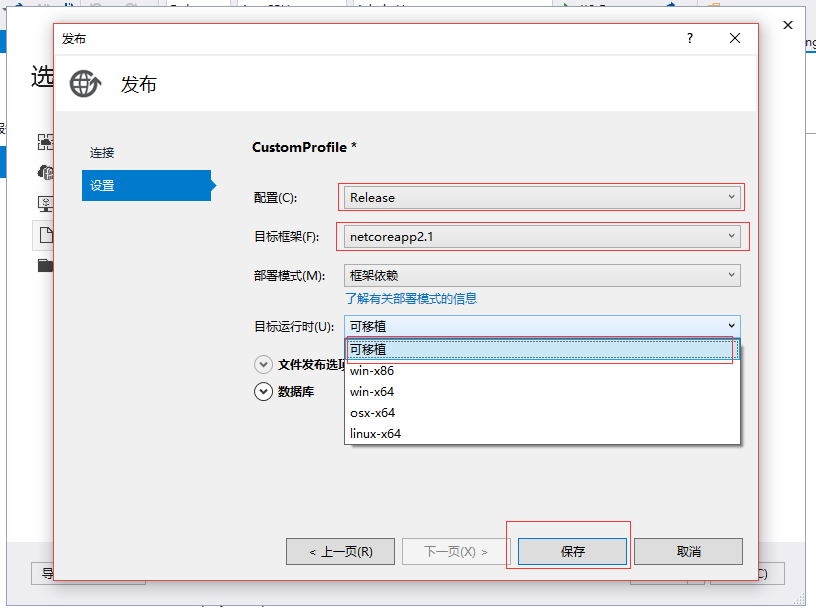 发布
?
选
发布
连接
设置
CustomProfile *
配置(C):
Release
目标框架(F):
netcoreapp2.1
部署模式(M):
框架依赖
了解有关部署模式的信息
目标运行时(U):
可移植
可移植
win-x86
win-x64
osx-x64
linux-x64
文件发布选项
数据库
< 上一页(R)
下一页(X) >
保存
取消
导
C)